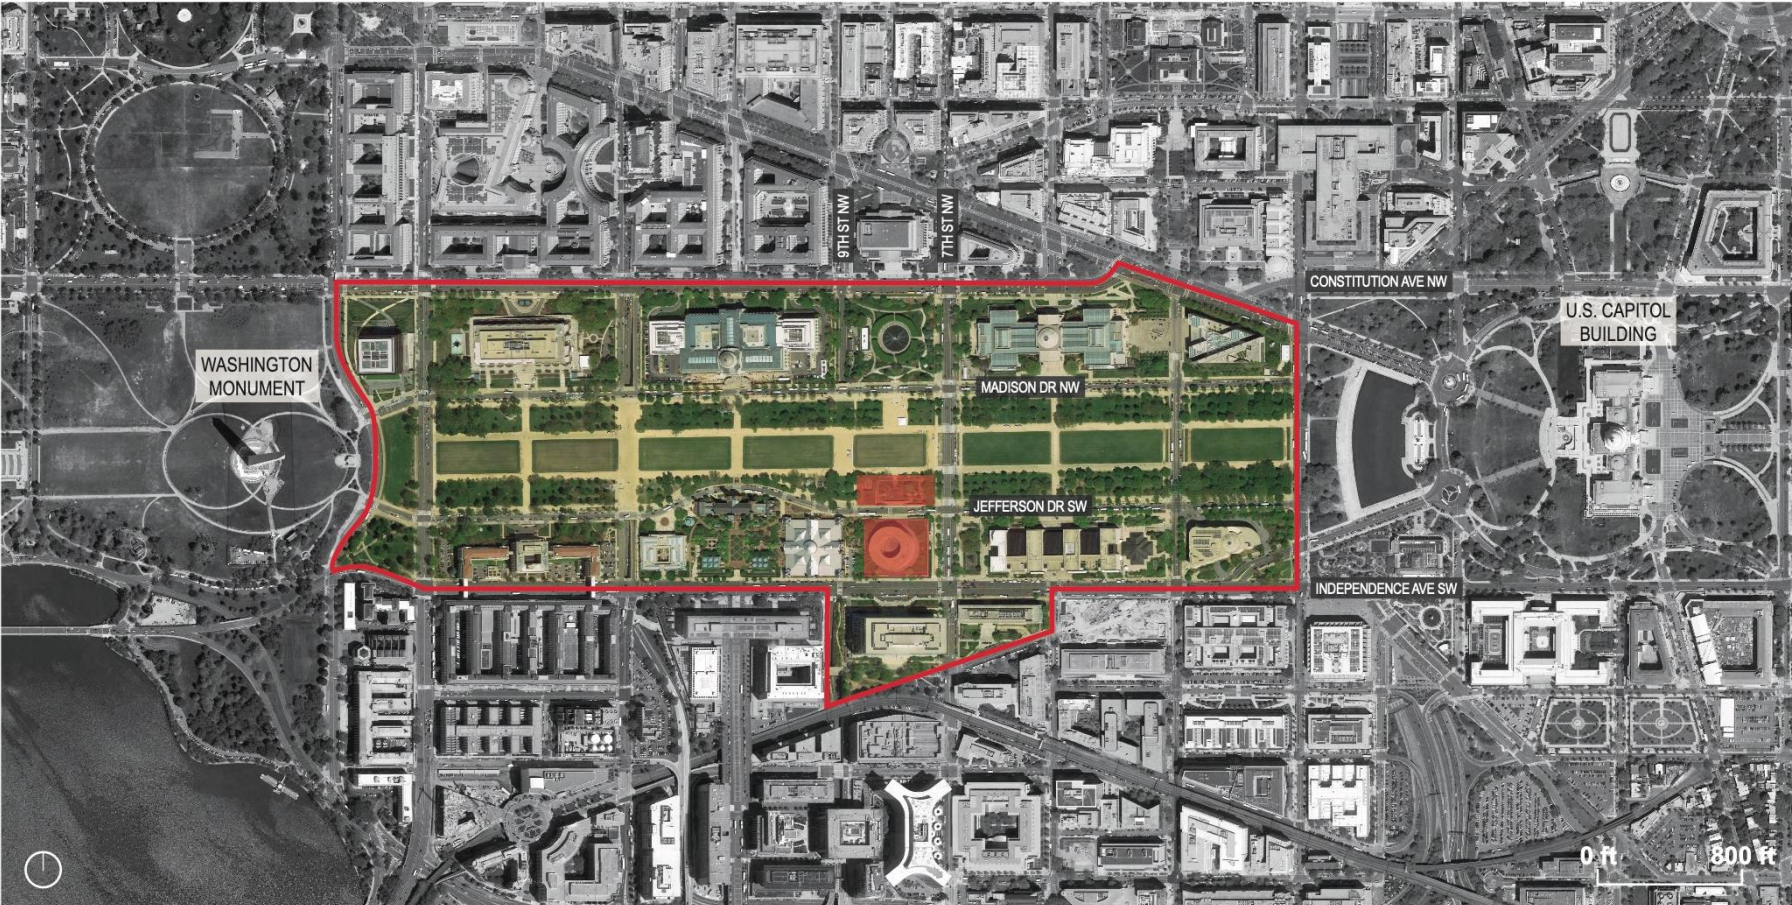 9TH ST NW
7TH ST NW
CONSTITUTION AVE NW
U.S. CAPITOL
BUILDING
WASHINGTON
MONUMENT
MADISON DR NW
JEFFERSON DR SW
INDEPENDENCE AVE SW
0 ft 800 ft